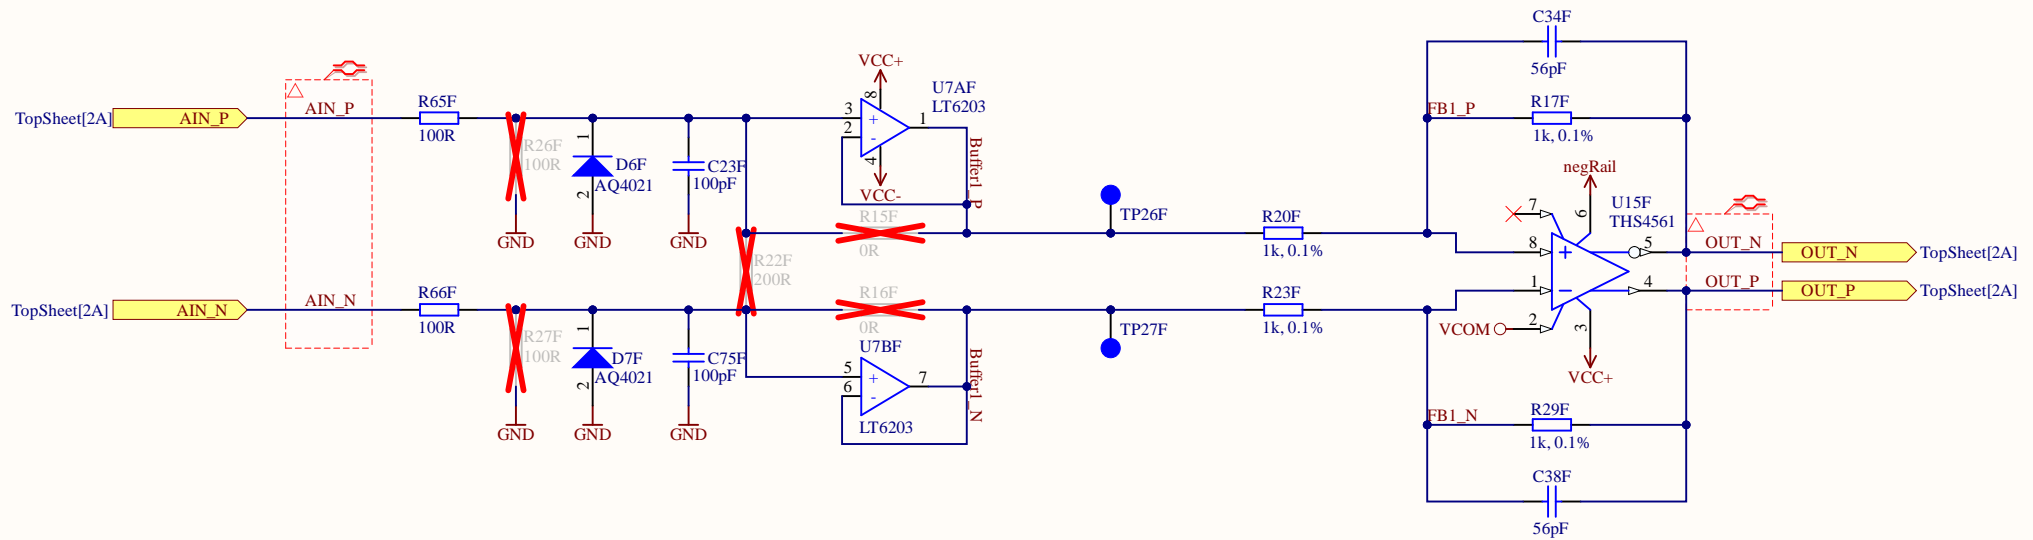 C34F
56pF
VCC+
U7AF
LT6203
TopSheet[2A]
AIN_P
AIN_P
R65F
100R
R26F
100R
1
2
D6F
AQ4021
C23F
100pF
GND
GND
GND
3
2
8
+
-
4
1
VCC-
Buffer1_P
R15F
0R
R22F
200R
R16F
0R
TP26F
TP27F
R20F
1k, 0.1%
R23F
1k, 0.1%
FB1_P
R17F
1k, 0.1%
negRail
U15F
THS4561
7
6
8
5
1
4
2
3
+
−
VCOM
VCC+
OUT_N
OUT_N
TopSheet[2A]
OUT_P
OUT_P
TopSheet[2A]
TopSheet[2A]
AIN_N
AIN_N
R66F
100R
R27F
100R
1
2
D7F
AQ4021
C75F
100pF
GND
GND
GND
U7BF
5
6
+
-
7
LT6203
Buffer1_N
FB1_N
R29F
1k, 0.1%
C38F
56pF